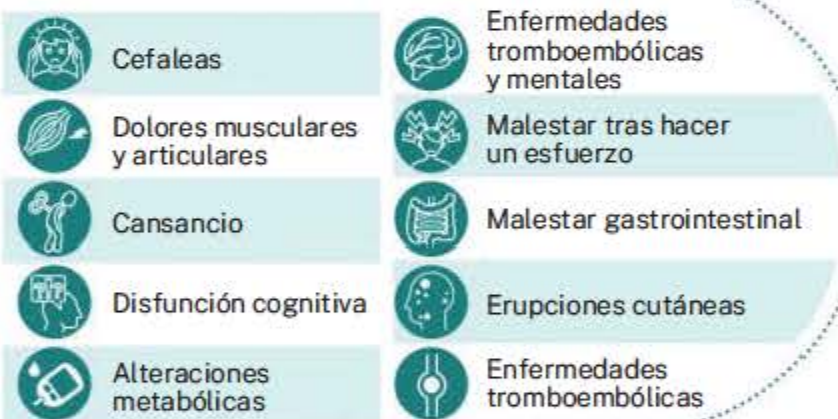 Cefaleas
Dolores musculares
y articulares
Cansancio
Disfunción cognitiva
Alteraciones
metabólicas
Enfermedades
tromboembólicas
y mentales
Malestar tras hacer
un esfuerzo
Malestar gastrointestinal
Erupciones cutáneas
Enfermedades
tromboembólicas